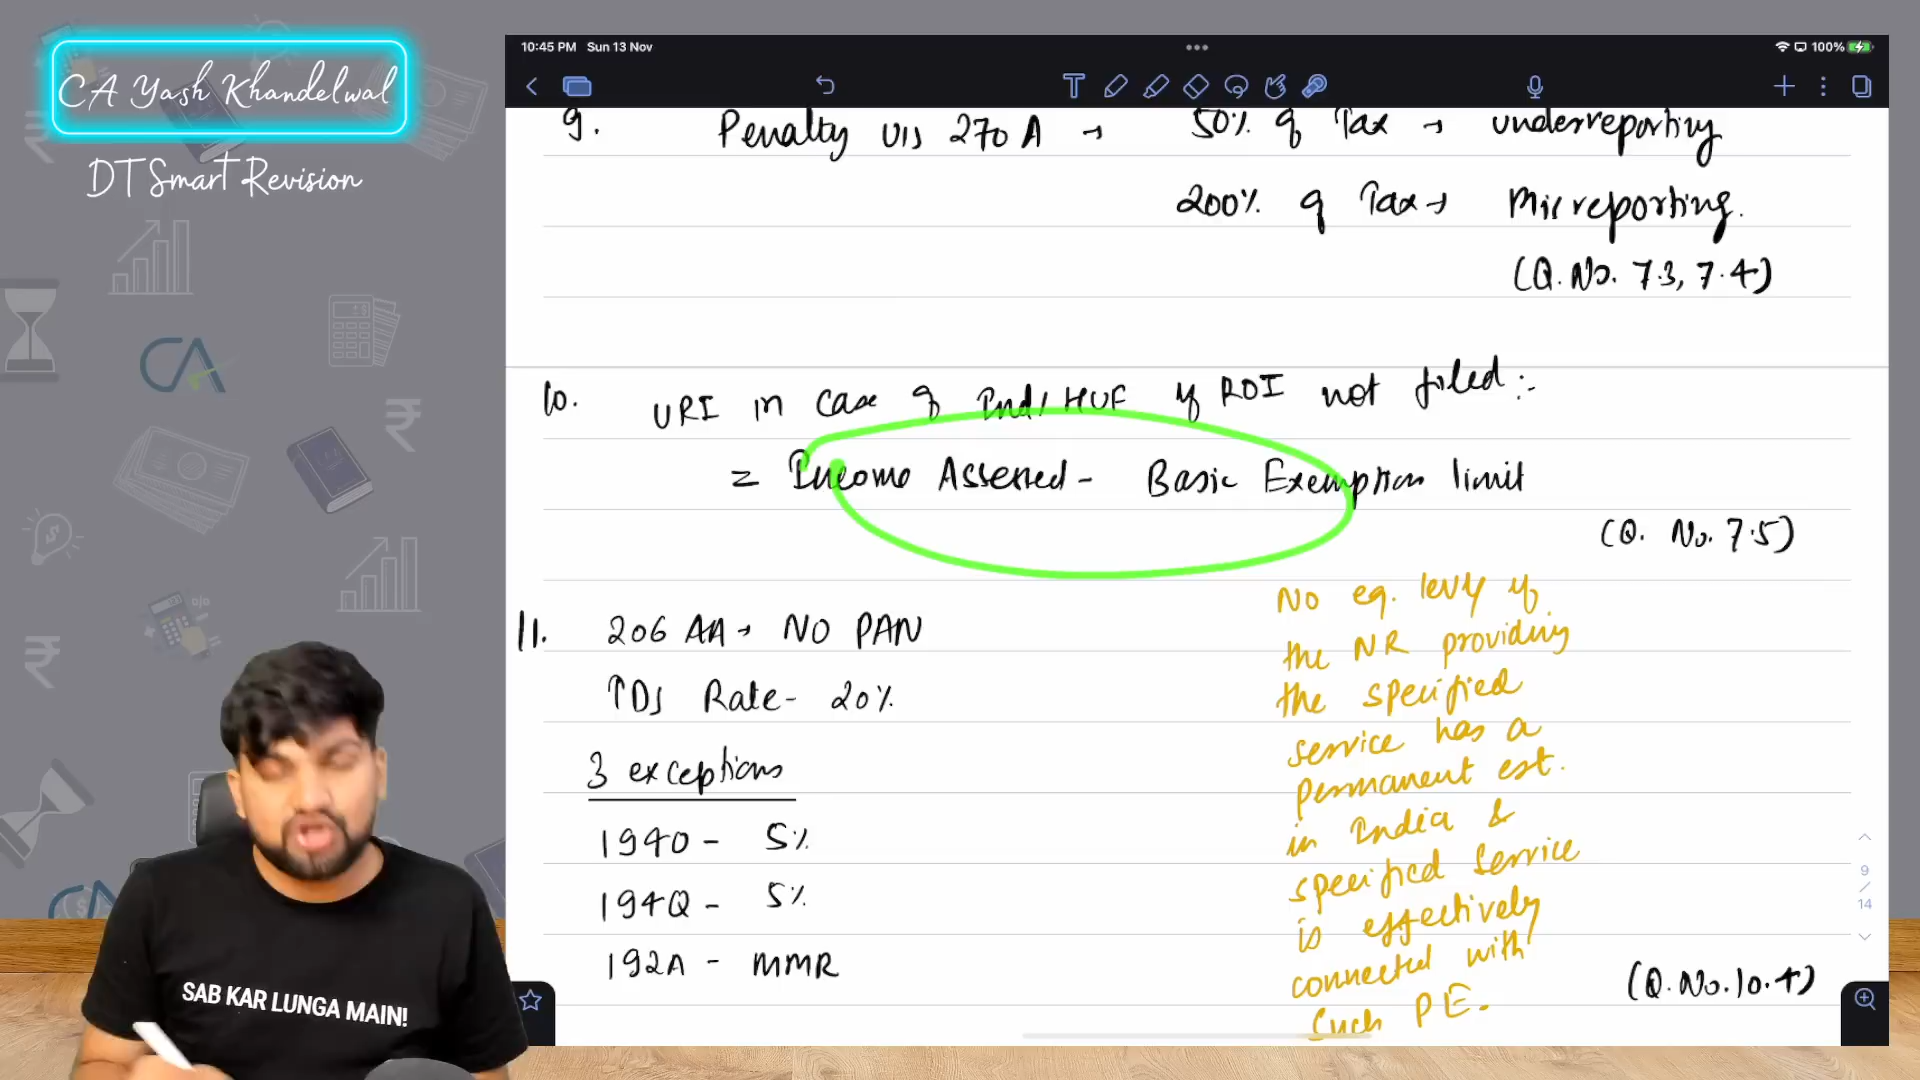 CA Yash Khandelwal
DT Smart Revision
10:45 PM Sun 13 Nov
100%
9. Penalty u/s 270 A → 50% of Tax → underreporting
200% of Tax → Misreporting.
(Q. No. 7.3, 7.4)
10. URI in case of Ind/HUF if ROI not filed :-
= Income Assessed - Basic Exemption limit
(Q. No. 7.5)
11. 206 AA → NO PAN
TDS Rate - 20%
3 exceptions
194O - 5%
194Q - 5%
192A - MMR
No eq. levy if
the NR providing
the specified
service has a
permanent est.
in India &
specified service
is effectively
connected with
such PE.
(Q. No. 10.4)
9
/
14
CA
SAB KAR LUNGA MAIN!